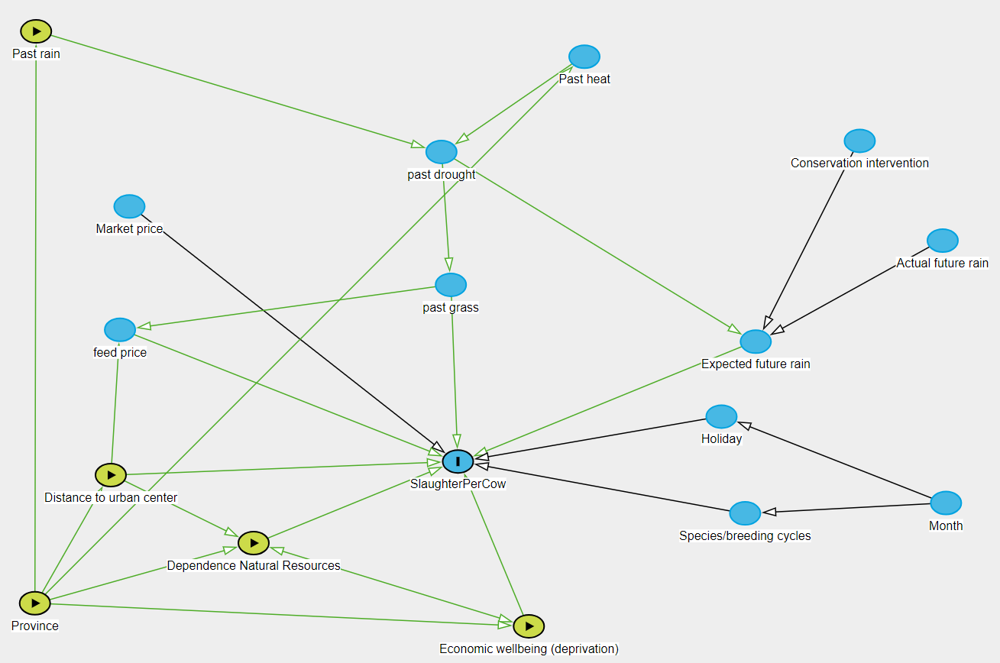 Past rain
Past heat
Conservation intervention
past drought
Market price
Actual future rain
past grass
feed price
Expected future rain
Holiday
SlaughterPerCow
Distance to urban center
Species/breeding cycles
Month
Dependence Natural Resources
Province
Economic wellbeing (deprivation)